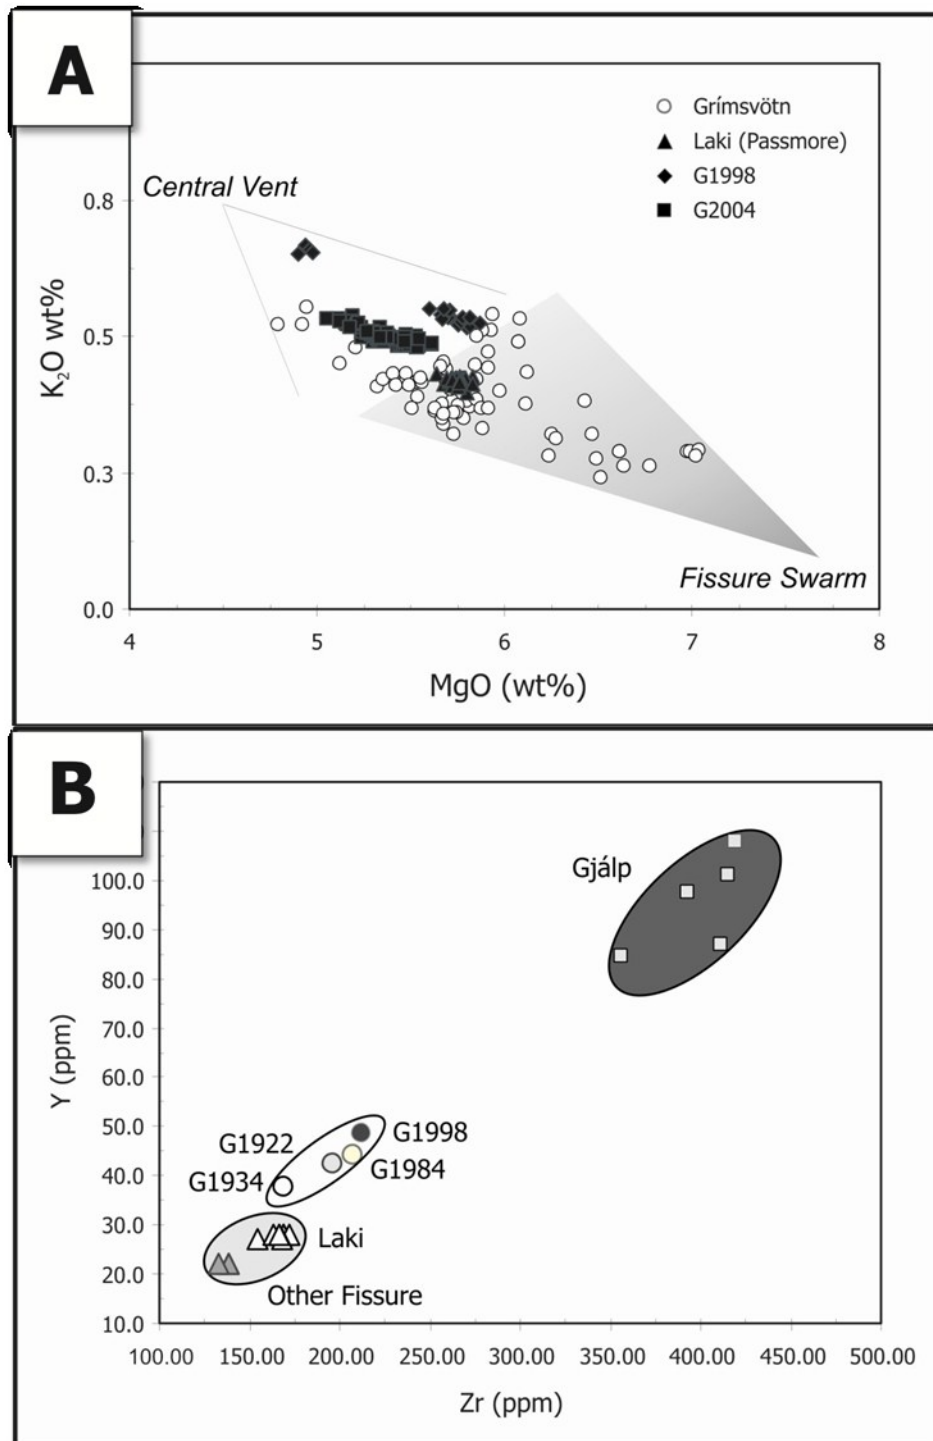 A
Grímsvötn
Laki (Passmore)
G1998
G2004
Central Vent
0.8
0.5
0.3
0.0
K₂O wt%
4 5 6 7 8
MgO (wt%)
Fissure Swarm
B
Gjálp
100.0
90.0
80.0
70.0
60.0
50.0
40.0
30.0
20.0
10.0
Y (ppm)
G1922
G1998
G1934
G1984
Laki
Other Fissure
100.00 150.00 200.00 250.00 300.00 350.00 400.00 450.00 500.00
Zr (ppm)